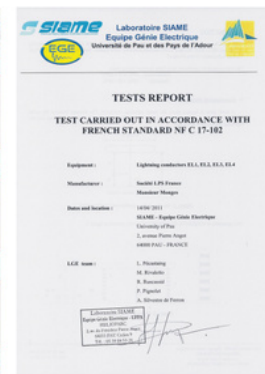 siame
EGE
Laboratoire SIAME
Equipe Génie Electrique
Université de Pau et des Pays de l'Adour
TESTS REPORT
TEST CARRIED OUT IN ACCORDANCE WITH
FRENCH STANDARD NF C 17-102
Equipment : Lightning conductors EL1, EL2, EL3, EL4
Manufacturer : Société LPS France
Monsieur Monges
Dates and location : 14/04/ 2011
SIAME – Equipe Génie Electrique
University of Pau
2, avenue Pierre Angot
64000 PAU - FRANCE
LGE team : L. Pécastaing
M. Rivaletto
R. Ruscassié
P. Pignolet
A. Silvestre de Ferron
Laboratoire SIAME
HELIOPARC